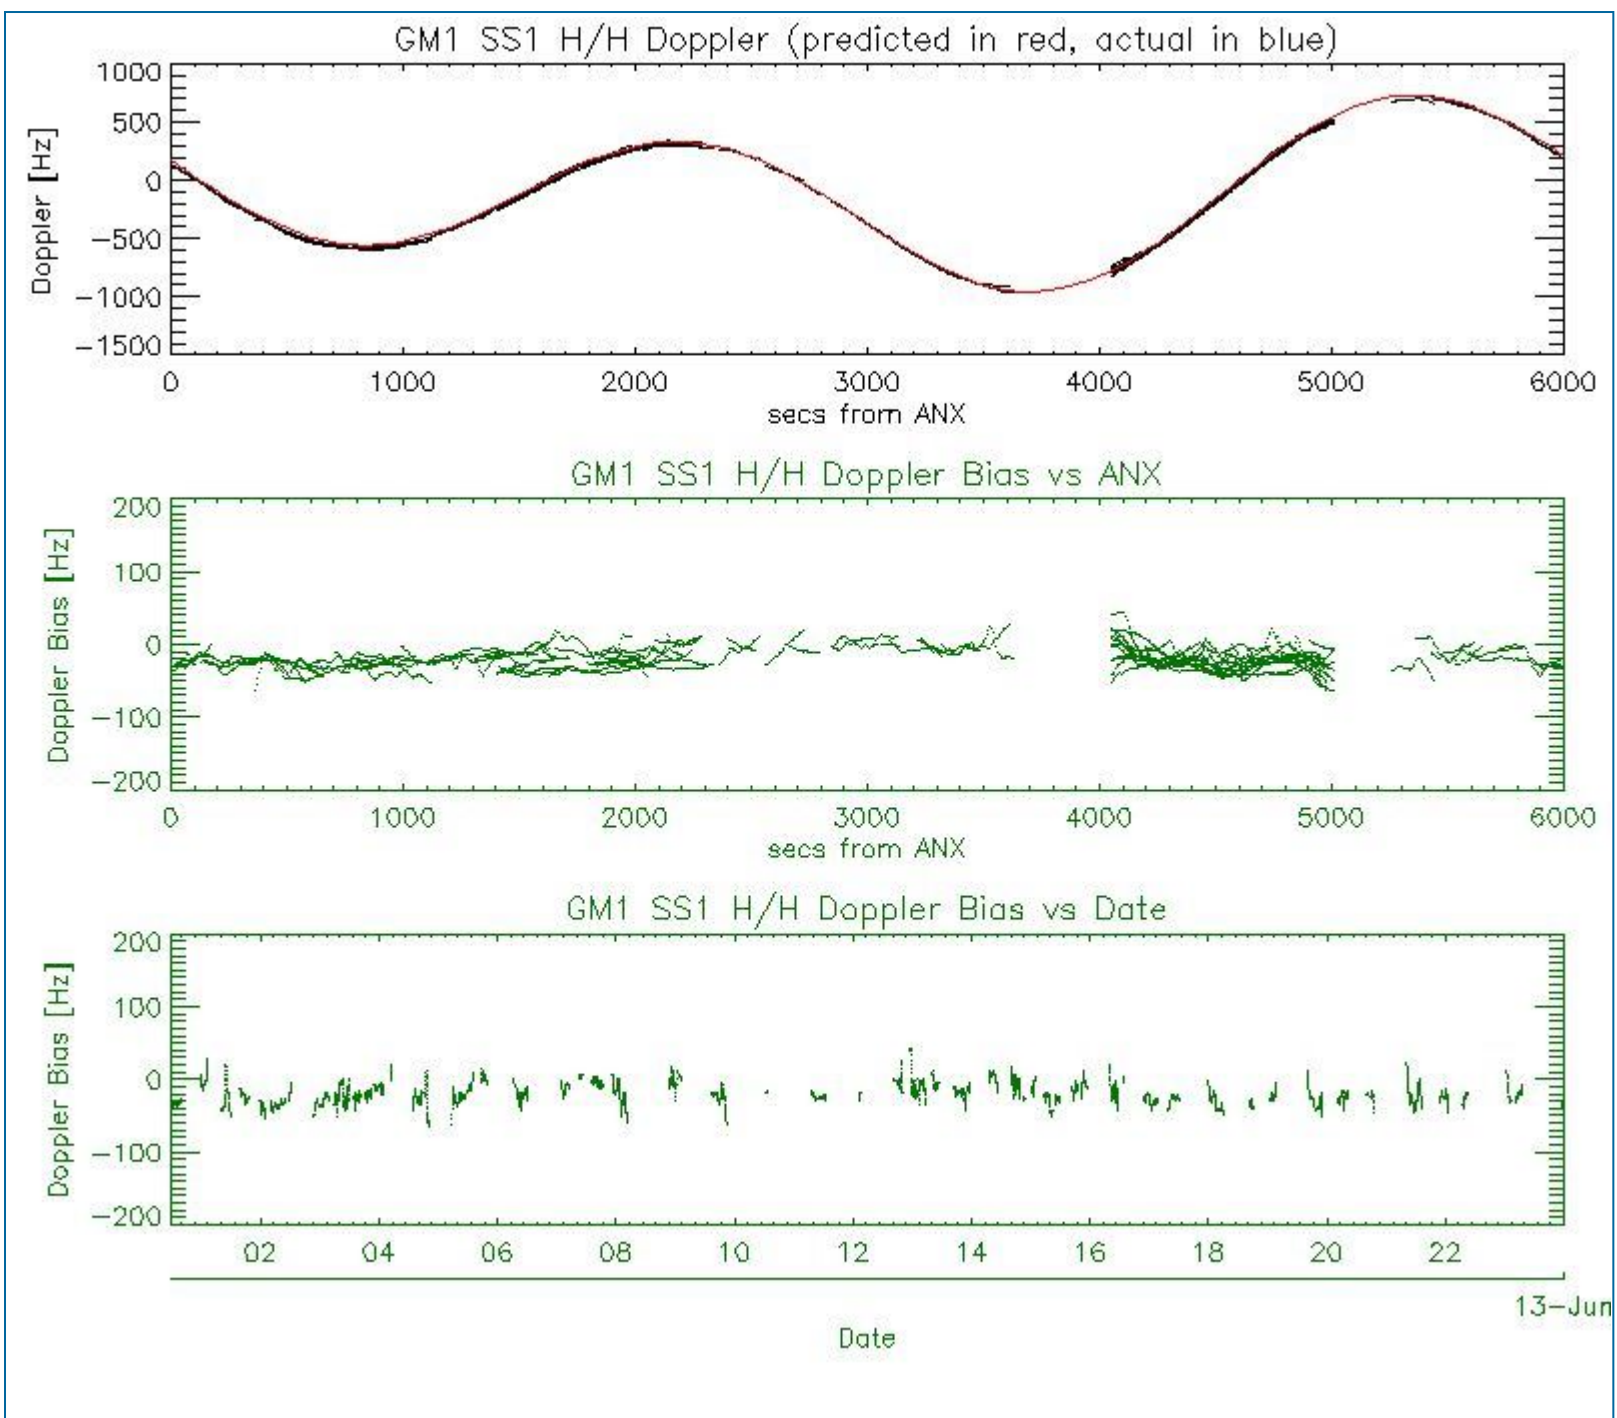 GM1 SS1 H/H Doppler (predicted in red, actual in blue)
1000
500
0
−500
−1000
−1500
Doppler [Hz]
0 1000 2000 3000 4000 5000 6000
secs from ANX
GM1 SS1 H/H Doppler Bias vs ANX
200
100
0
−100
−200
Doppler Bias [Hz]
0 1000 2000 3000 4000 5000 6000
secs from ANX
GM1 SS1 H/H Doppler Bias vs Date
200
100
0
−100
−200
Doppler Bias [Hz]
02 04 06 08 10 12 14 16 18 20 22
13−Jun
Date